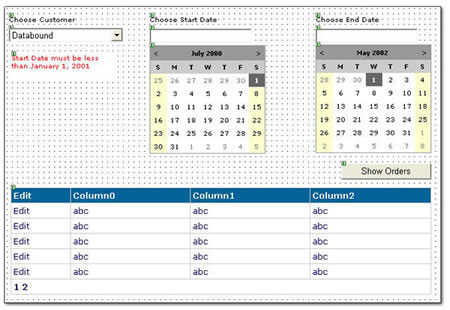 Choose Customer
Databound
Start Date must be less
than January 1, 2001
Choose Start Date
< July 2000 >
S M T W T F S
25 26 27 28 29 30 1
2 3 4 5 6 7 8
9 10 11 12 13 14 15
16 17 18 19 20 21 22
23 24 25 26 27 28 29
30 31 1 2 3 4 5
Choose End Date
< May 2002 >
S M T W T F S
28 29 30 1 2 3 4
5 6 7 8 9 10 11
12 13 14 15 16 17 18
19 20 21 22 23 24 25
26 27 28 29 30 31 1
2 3 4 5 6 7 8
Show Orders
Edit Column0 Column1 Column2
Edit abc abc abc
Edit abc abc abc
Edit abc abc abc
Edit abc abc abc
Edit abc abc abc
1 2